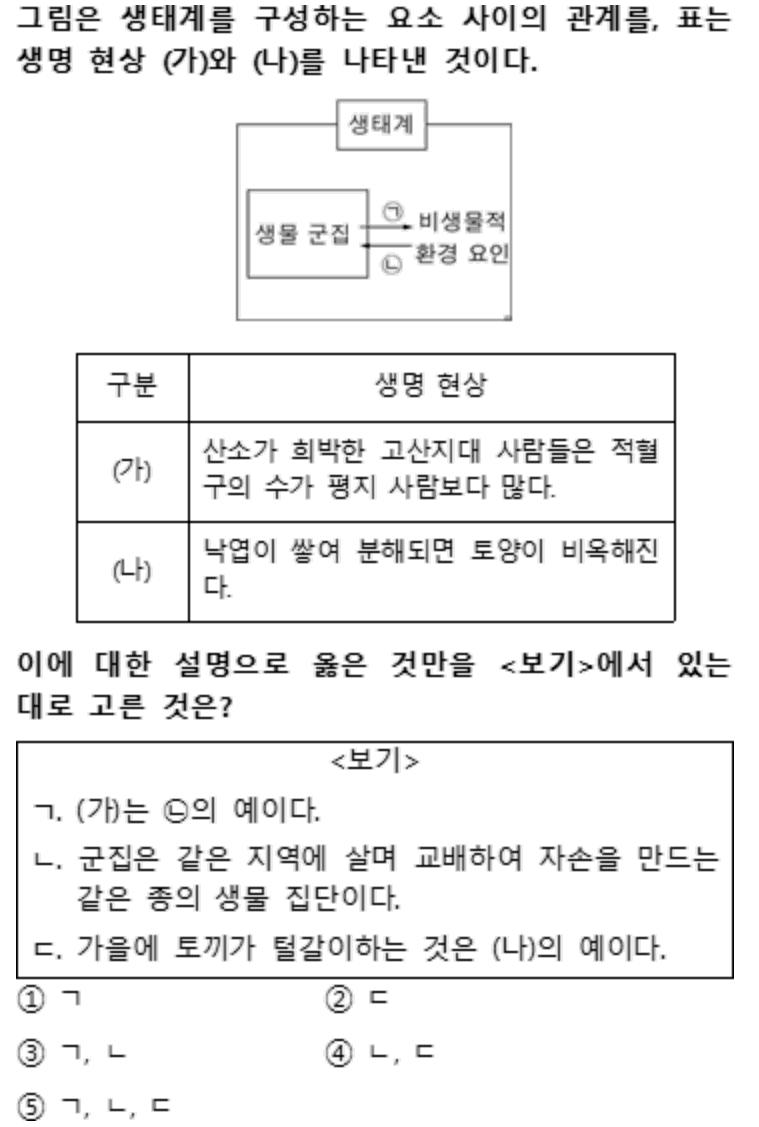 그림은 생태계를 구성하는 요소 사이의 관계를, 표는
생명 현상 (가)와 (나)를 나타낸 것이다.
생태계
생물 군집
㉠
㉡
비생물적
환경 요인
구분
생명 현상
(가)
산소가 희박한 고산지대 사람들은 적혈
구의 수가 평지 사람보다 많다.
(나)
낙엽이 쌓여 분해되면 토양이 비옥해진
다.
이에 대한 설명으로 옳은 것만을 <보기>에서 있는
대로 고른 것은?
<보기>
ㄱ. (가)는 ㉡의 예이다.
ㄴ. 군집은 같은 지역에 살며 교배하여 자손을 만드는
같은 종의 생물 집단이다.
ㄷ. 가을에 토끼가 털갈이하는 것은 (나)의 예이다.
① ㄱ ② ㄷ
③ ㄱ, ㄴ ④ ㄴ, ㄷ
⑤ ㄱ, ㄴ, ㄷ